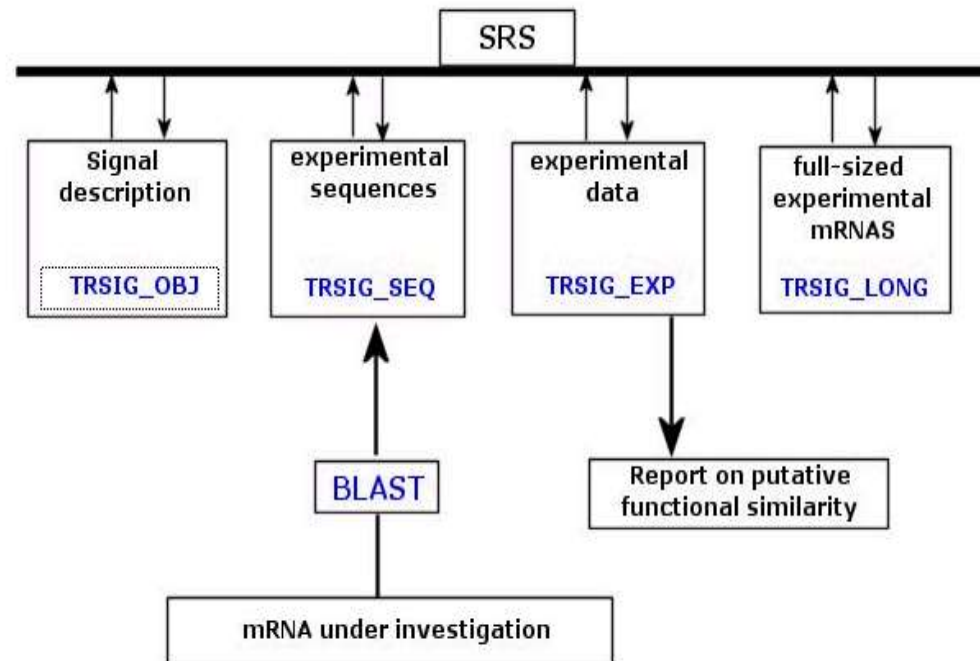 SRS
Signal
description
TRSIG_OBJ
experimental
sequences
TRSIG_SEQ
experimental
data
TRSIG_EXP
full-sized
experimental
mRNAS
TRSIG_LONG
BLAST
Report on putative
functional similarity
mRNA under investigation